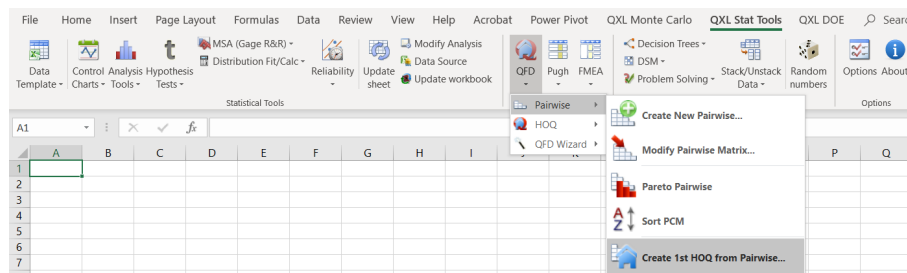 File Home Insert Page Layout Formulas Data Review View Help Acrobat Power Pivot QXL Monte Carlo QXL Stat Tools QXL DOE Searc
MSA (Gage R&R)
Distribution Fit/Calc
Modify Analysis
Data Source
Update workbook
Decision Trees
DSM
Problem Solving
Data Template
Control Charts
Analysis Tools
Hypothesis Tests
Reliability
Update sheet
QFD
Pugh
FMEA
Stack/Unstack Data
Random numbers
Options
About
Statistical Tools
Options
Pairwise
HOQ
QFD Wizard
Create New Pairwise...
Modify Pairwise Matrix...
Pareto Pairwise
A Z Sort PCM
Create 1st HOQ from Pairwise...
A1 fx
A B C D E F G H I P Q
1
2
3
4
5
6
7